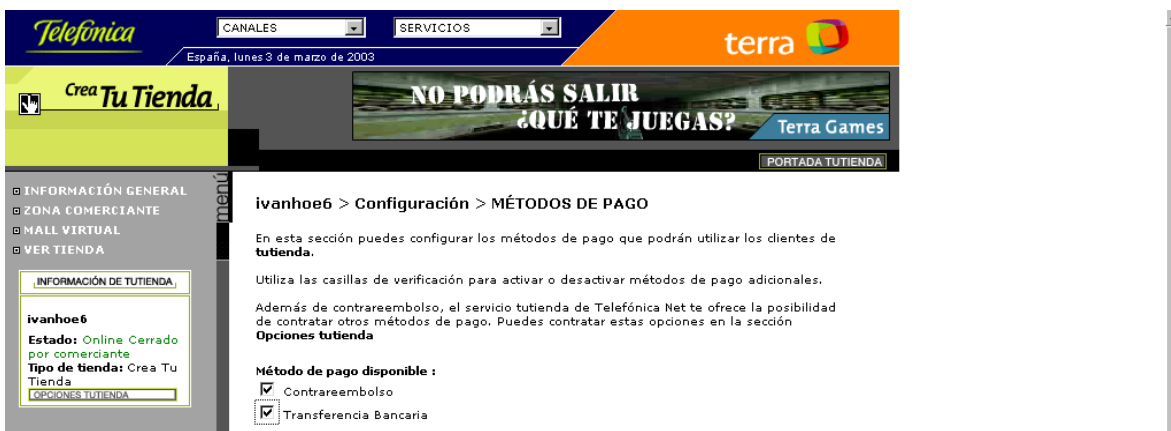 Telefónica
CANALES
SERVICIOS
terra
España, lunes 3 de marzo de 2003
Crea Tu Tienda
NO PODRÁS SALIR
¿QUÉ TE JUEGAS?
Terra Games
PORTADA TUTIENDA
menú
INFORMACIÓN GENERAL
ZONA COMERCIANTE
MALL VIRTUAL
VER TIENDA
INFORMACIÓN DE TUTIENDA
ivanhoe6
Estado: Online Cerrado
por comerciante
Tipo de tienda: Crea Tu
Tienda
OPCIONES TUTIENDA
ivanhoe6 > Configuración > MÉTODOS DE PAGO
En esta sección puedes configurar los métodos de pago que podrán utilizar los clientes de
tutienda.
Utiliza las casillas de verificación para activar o desactivar métodos de pago adicionales.
Además de contrareembolso, el servicio tutienda de Telefónica Net te ofrece la posibilidad
de contratar otros métodos de pago. Puedes contratar estas opciones en la sección
Opciones tutienda
Método de pago disponible :
Contrareembolso
Transferencia Bancaria